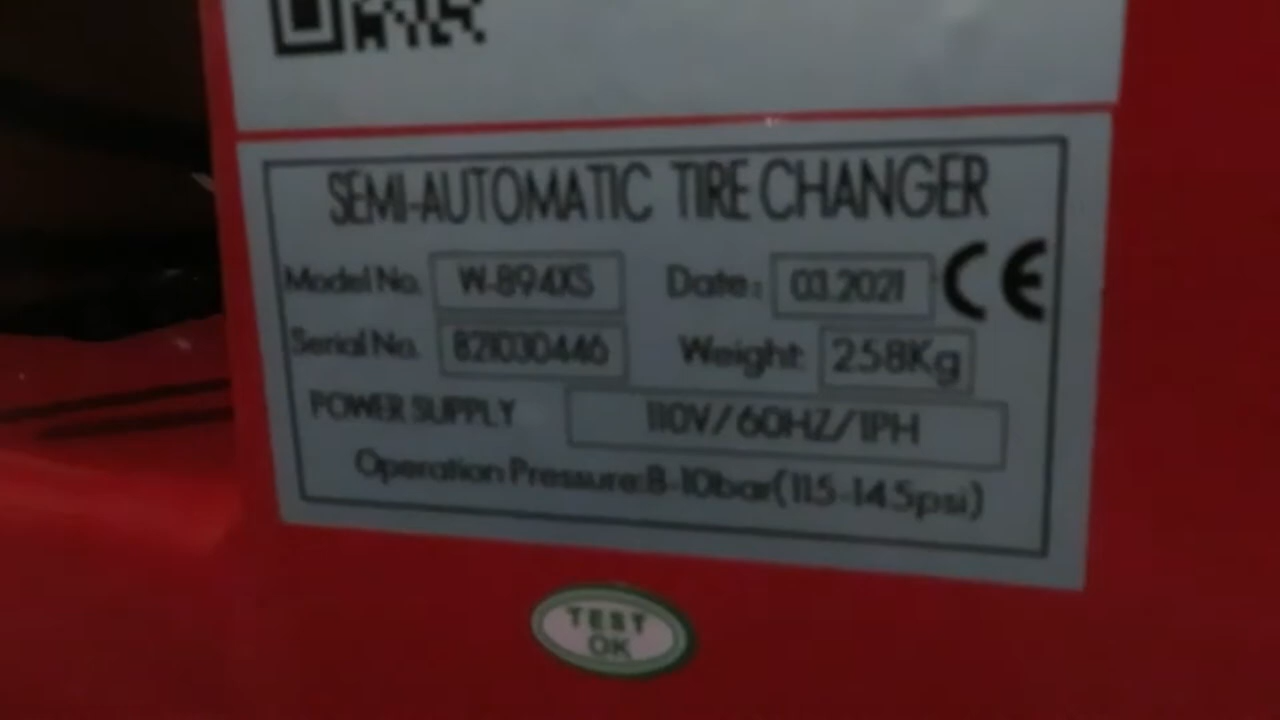 SEMI-AUTOMATIC TIRE CHANGER
Model No. W-894XS Date: 03.2021 CE
Serial No. 821030446 Weight: 258Kg
POWER SUPPLY 110V/60HZ/1PH
Operation Pressure:8-10bar(115-145psi)
TEST
OK